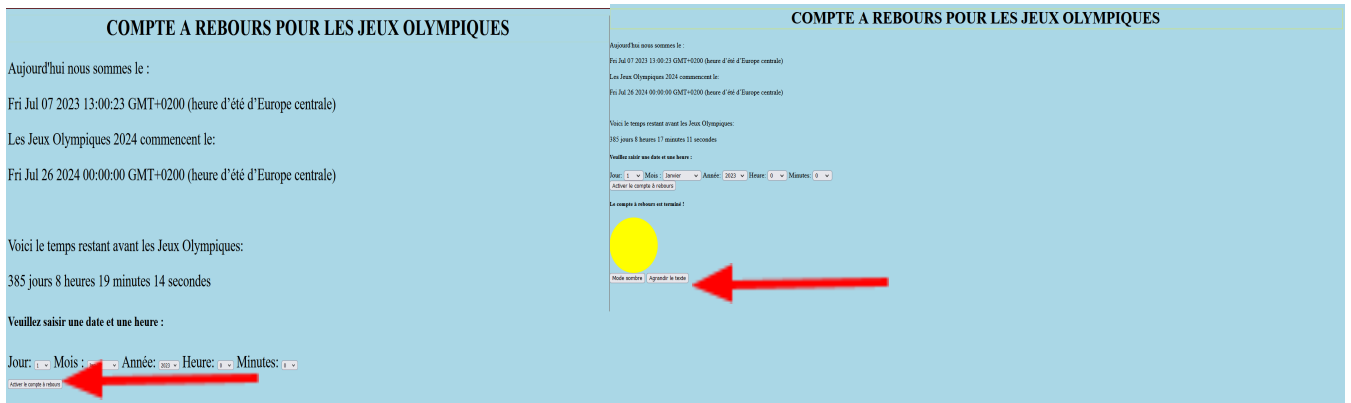 COMPTE A REBOURS POUR LES JEUX OLYMPIQUES
Aujourd'hui nous sommes le :
Fri Jul 07 2023 13:00:23 GMT+0200 (heure d’été d’Europe centrale)
Les Jeux Olympiques 2024 commencent le:
Fri Jul 26 2024 00:00:00 GMT+0200 (heure d’été d’Europe centrale)
Voici le temps restant avant les Jeux Olympiques:
385 jours 8 heures 19 minutes 14 secondes
Veuillez saisir une date et une heure :
Jour: 1 Mois : Année: 2023 Heure: 0 Minutes: 0
Activer le compte à rebours
COMPTE A REBOURS POUR LES JEUX OLYMPIQUES
Aujourd'hui nous sommes le :
Fri Jul 07 2023 13:00:23 GMT+0200 (heure d’été d’Europe centrale)
Les Jeux Olympiques 2024 commencent le:
Fri Jul 26 2024 00:00:00 GMT+0200 (heure d’été d’Europe centrale)
Voici le temps restant avant les Jeux Olympiques:
385 jours 8 heures 17 minutes 11 secondes
Veuillez saisir une date et une heure :
Jour: 1 Mois : Janvier Année: 2023 Heure: 0 Minutes: 0
Activer le compte à rebours
Le compte à rebours est terminé !
Mode sombre Agrandir le texte